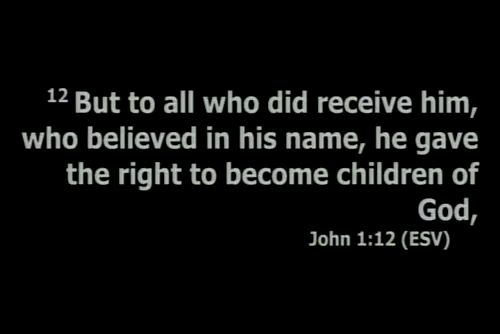 12 But to all who did receive him,
who believed in his name, he gave
the right to become children of
God,
John 1:12 (ESV)